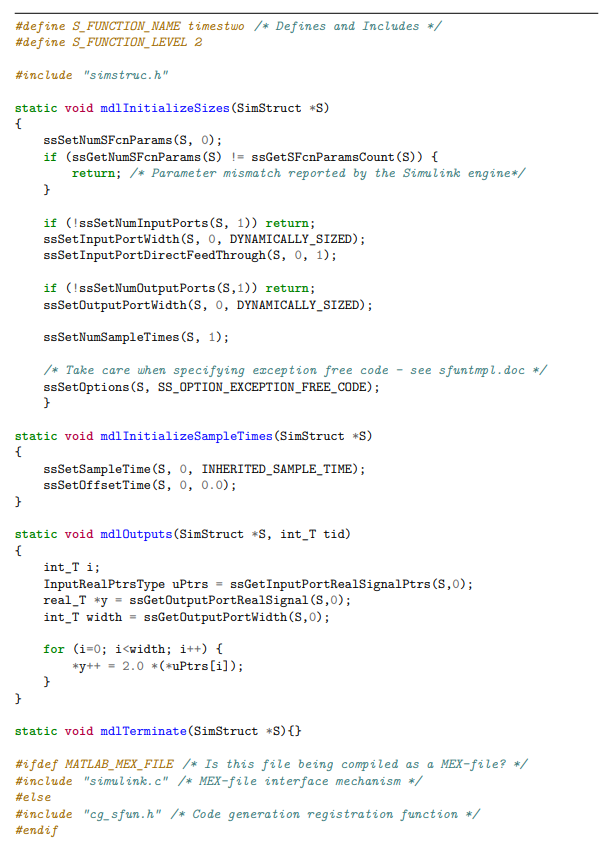 #define S_FUNCTION_NAME timestwo /* Defines and Includes */
#define S_FUNCTION_LEVEL 2
#include "simstruc.h"
static void mdlInitializeSizes(SimStruct *S)
{
ssSetNumSFcnParams(S, 0);
if (ssGetNumSFcnParams(S) != ssGetSFcnParamsCount(S)) {
return; /* Parameter mismatch reported by the Simulink engine*/
}
if (!ssSetNumInputPorts(S, 1)) return;
ssSetInputPortWidth(S, 0, DYNAMICALLY_SIZED);
ssSetInputPortDirectFeedThrough(S, 0, 1);
if (!ssSetNumOutputPorts(S,1)) return;
ssSetOutputPortWidth(S, 0, DYNAMICALLY_SIZED);
ssSetNumSampleTimes(S, 1);
/* Take care when specifying exception free code - see sfuntmpl.doc */
ssSetOptions(S, SS_OPTION_EXCEPTION_FREE_CODE);
}
static void mdlInitializeSampleTimes(SimStruct *S)
{
ssSetSampleTime(S, 0, INHERITED_SAMPLE_TIME);
ssSetOffsetTime(S, 0, 0.0);
}
static void mdlOutputs(SimStruct *S, int_T tid)
{
int_T i;
InputRealPtrsType uPtrs = ssGetInputPortRealSignalPtrs(S,0);
real_T *y = ssGetOutputPortRealSignal(S,0);
int_T width = ssGetOutputPortWidth(S,0);
for (i=0; i<width; i++) {
*y++ = 2.0 *(*uPtrs[i]);
}
}
static void mdlTerminate(SimStruct *S){}
#ifdef MATLAB_MEX_FILE /* Is this file being compiled as a MEX-file? */
#include "simulink.c" /* MEX-file interface mechanism */
#else
#include "cg_sfun.h" /* Code generation registration function */
#endif